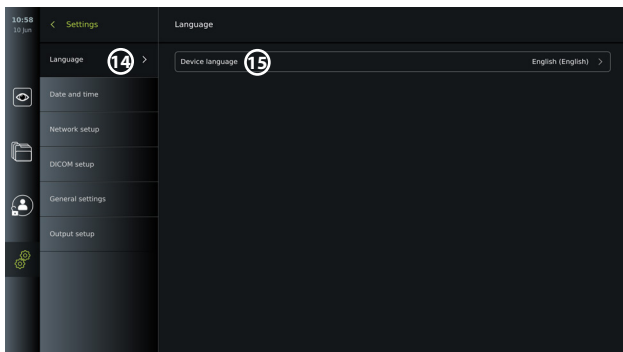 10:58
10 Jun
Settings
Language
Language 14
Device language 15 English (English)
Date and time
Network setup
DICOM setup
General settings
Output setup